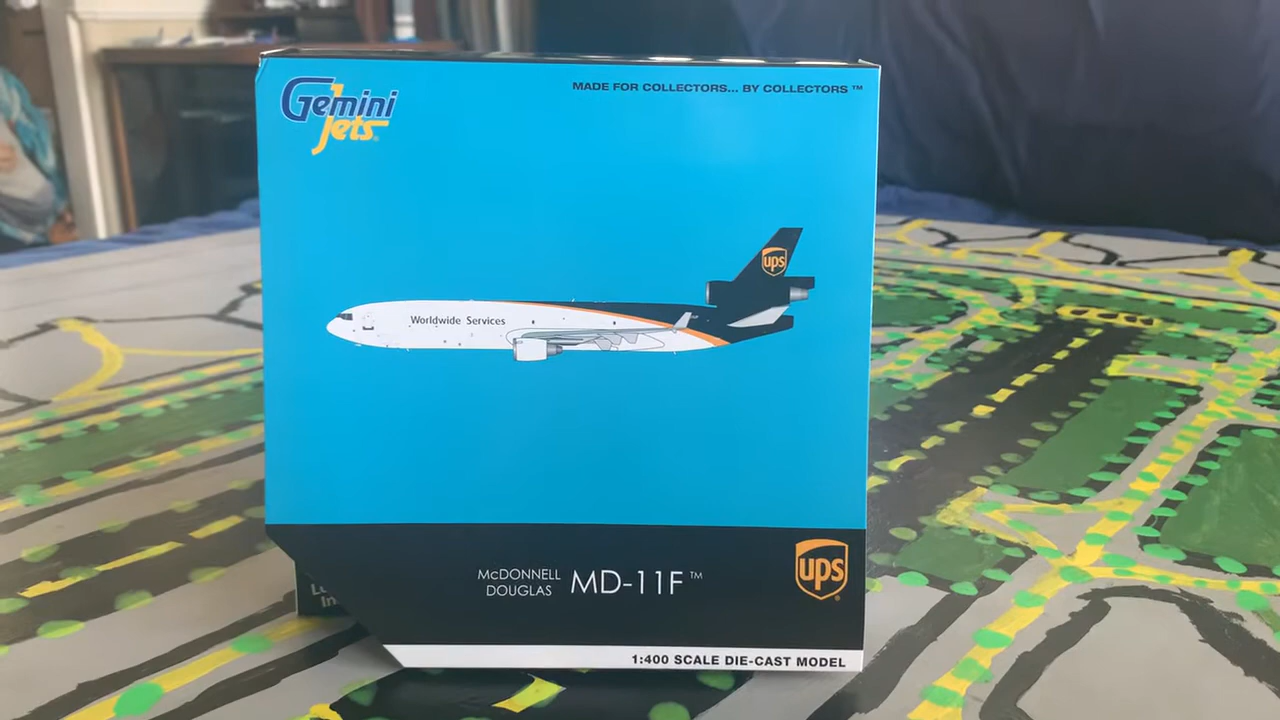 Gemini
Jets
MADE FOR COLLECTORS... BY COLLECTORS ™
ups
Worldwide Services
McDONNELL
DOUGLAS
MD-11F ™
ups
1:400 SCALE DIE-CAST MODEL